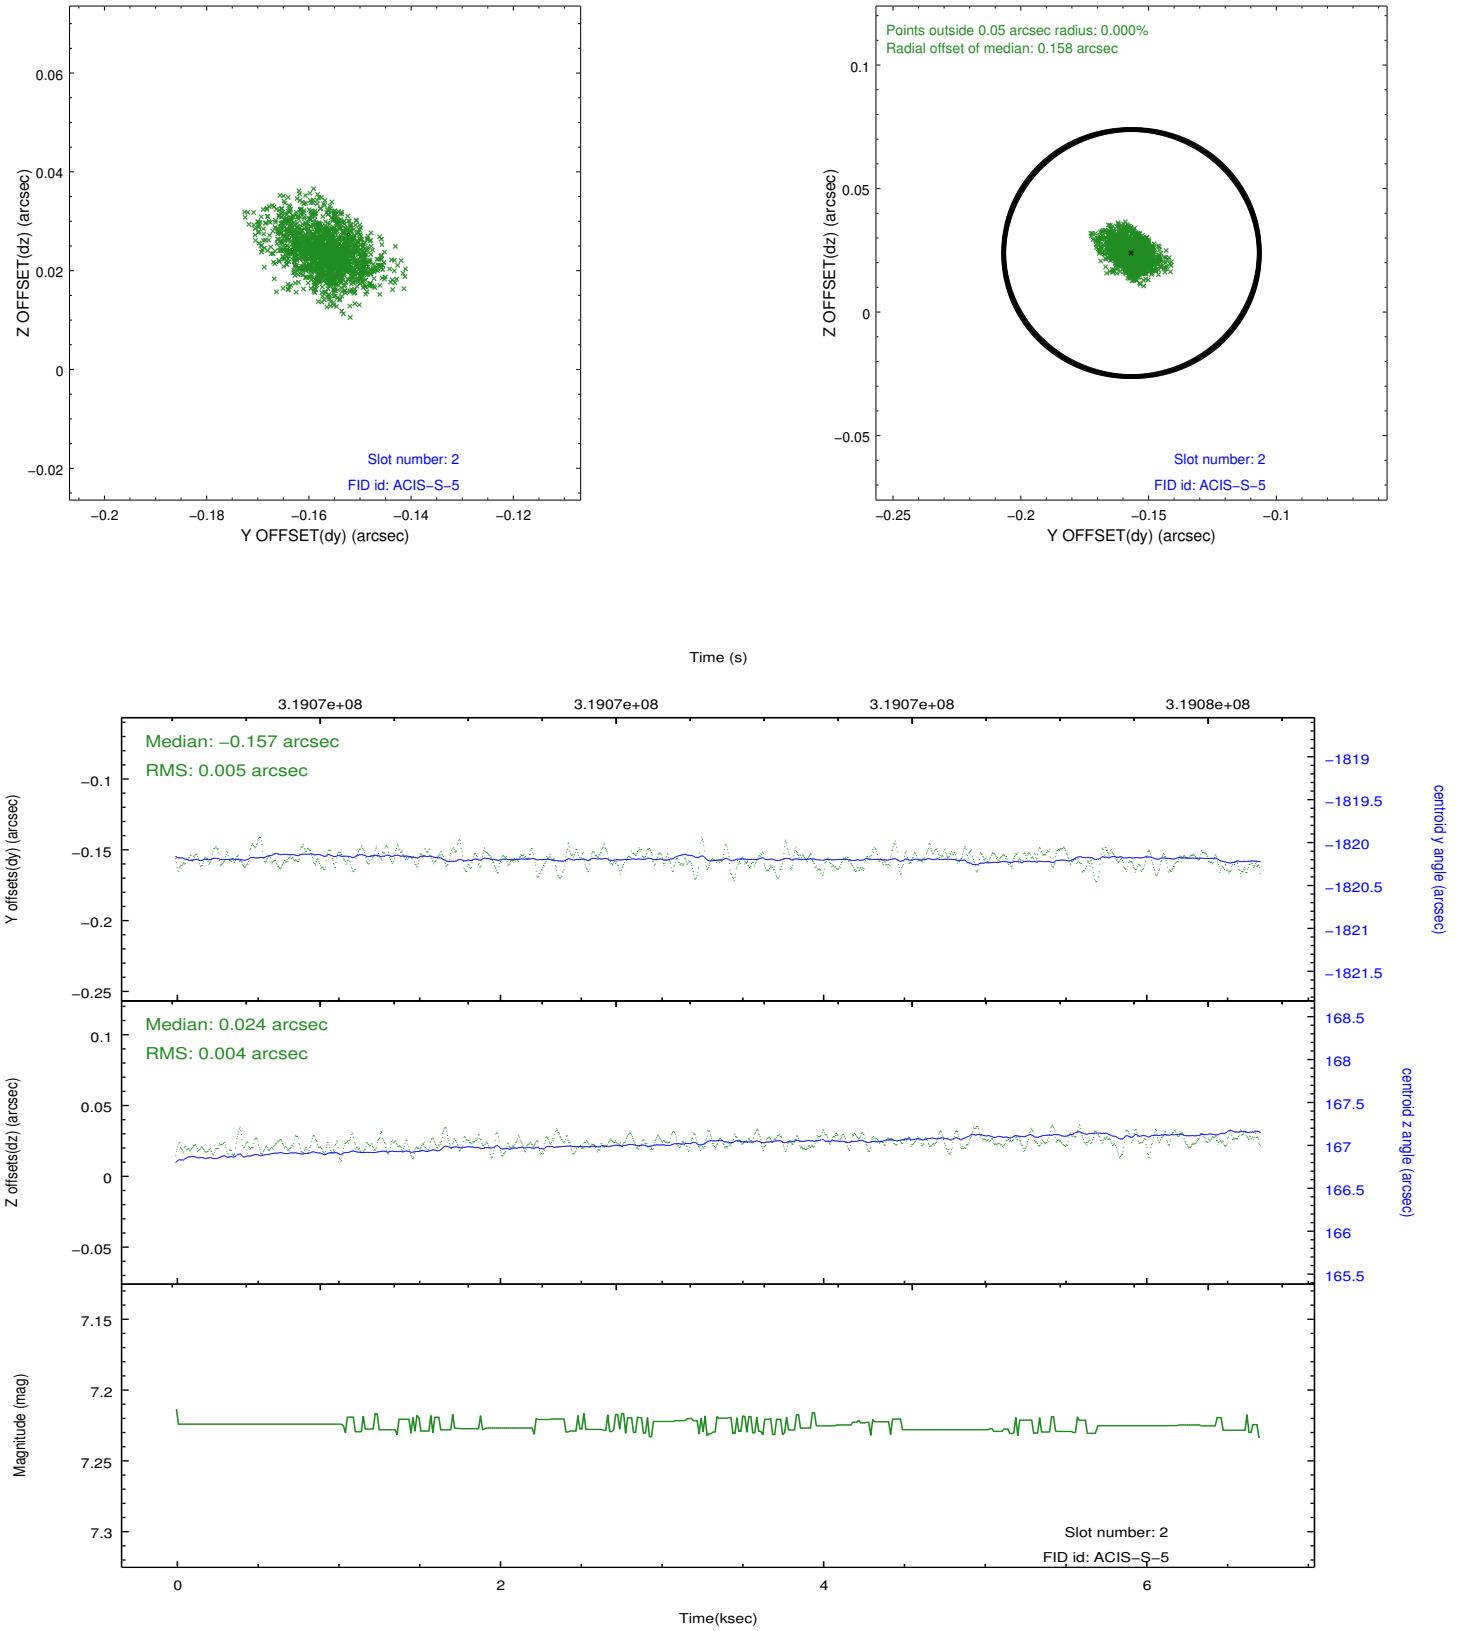 0.06
0.04
0.02
0
−0.02
−0.2
−0.18
−0.16
−0.14
−0.12
Z OFFSET(dz) (arcsec)
Y OFFSET(dy) (arcsec)
Slot number: 2
FID id: ACIS−S−5
Points outside 0.05 arcsec radius: 0.000%
Radial offset of median: 0.158 arcsec
0.1
0.05
0
−0.05
−0.25
−0.2
−0.15
−0.1
Z OFFSET(dz) (arcsec)
Y OFFSET(dy) (arcsec)
Slot number: 2
FID id: ACIS−S−5
Time (s)
3.1907e+08
3.1907e+08
3.1907e+08
3.1908e+08
Median: −0.157 arcsec
RMS: 0.005 arcsec
−0.1
−0.15
−0.2
−0.25
Y offsets(dy) (arcsec)
−1819
−1819.5
−1820
−1820.5
−1821
−1821.5
centroid y angle (arcsec)
Median: 0.024 arcsec
RMS: 0.004 arcsec
0.1
0.05
0
−0.05
Z offsets(dz) (arcsec)
168.5
168
167.5
167
166.5
166
165.5
centroid z angle (arcsec)
7.15
7.2
7.25
7.3
Magnitude (mag)
Slot number: 2
FID id: ACIS−S−5
0
2
4
6
Time(ksec)